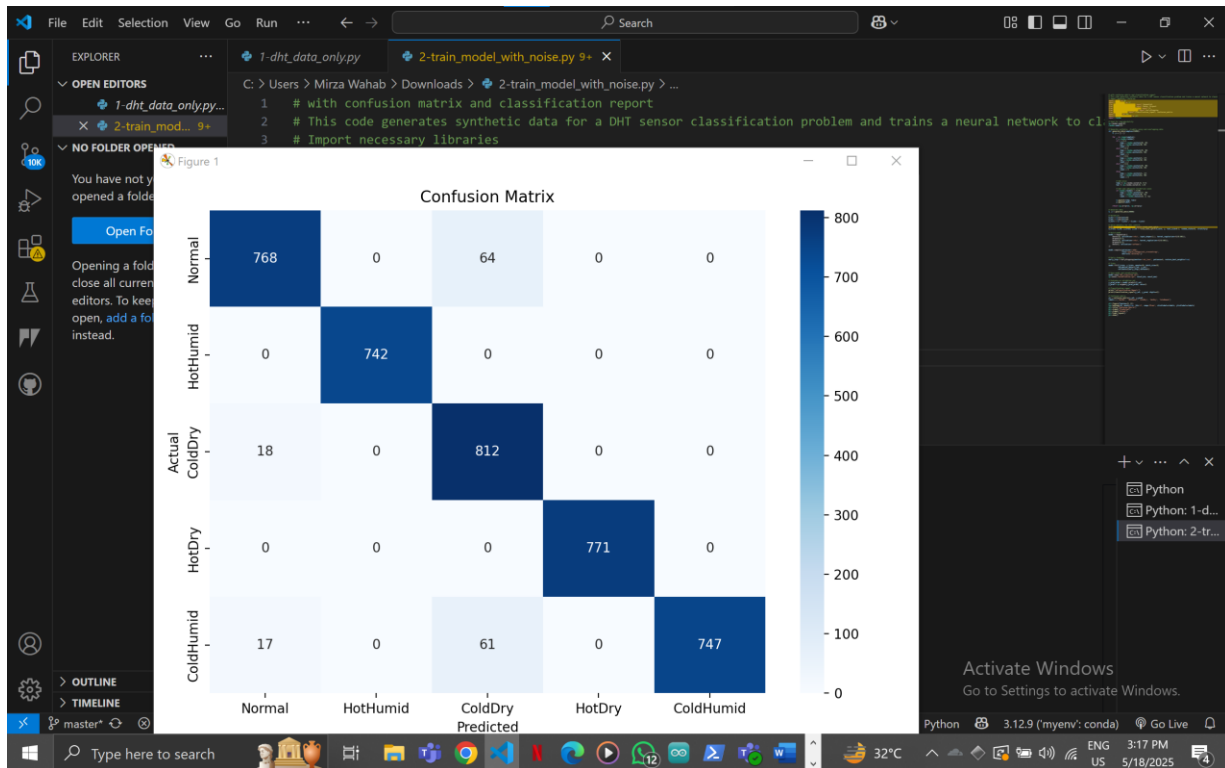 File Edit Selection View Go Run ··· Search
EXPLORER ···
1-dht_data_only.py 2-train_model_with_noise.py 9+
OPEN EDITORS
1-dht_data_only.py...
2-train_mod... 9+
NO FOLDER OPENED
C: > Users > Mirza Wahab > Downloads > 2-train_model_with_noise.py > ...
1 # with confusion matrix and classification report
2 # This code generates synthetic data for a DHT sensor classification problem and trains a neural network to cl
3 # Import necessary libraries
10K
You have not y
opened a folde
Open Fo
Opening a fold
close all curren
editors. To keep
open, add a fol
instead.
Figure 1
Confusion Matrix
Actual
Normal
768 0 64 0 0
HotHumid
0 742 0 0 0
ColdDry
18 0 812 0 0
HotDry
0 0 0 771 0
ColdHumid
17 0 61 0 747
Normal HotHumid ColdDry HotDry ColdHumid
Predicted
800
700
600
500
400
300
200
100
0
Python
Python: 1-d...
Python: 2-tr...
Activate Windows
Go to Settings to activate Windows.
OUTLINE
TIMELINE
master* Python 3.12.9 ('myenv': conda) Go Live
Type here to search 12 32°C ENG US 3:17 PM 5/18/2025 4